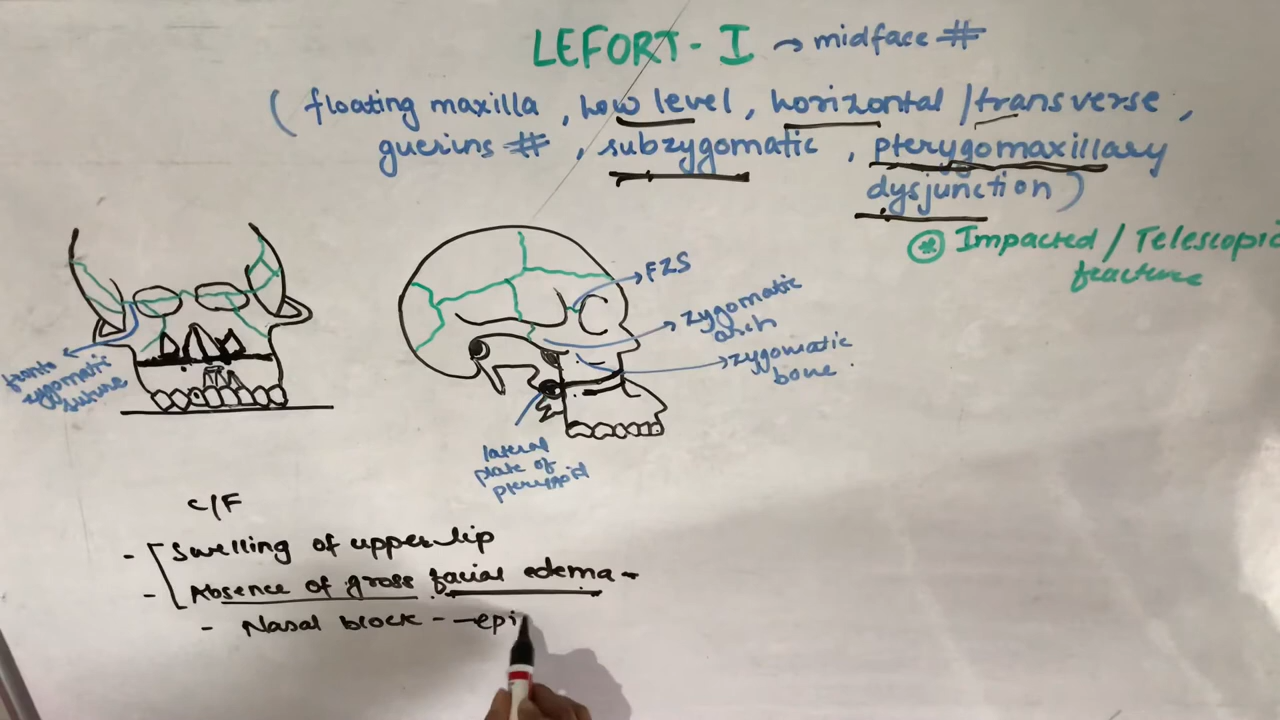 LEFORT - I → midface #
( floating maxilla , low level , horizontal / transverse ,
guerins # , subzygomatic , pterygomaxillary
dysjunction )
* Impacted / Telescopic
fracture
FZS
zygomatic
arch
zygomatic
bone
fronto
zygomatic
suture
lateral
plate of
pterygoid
C/F
- Swelling of upper lip
- Absence of gross facial edema -
- Nasal block - - epi